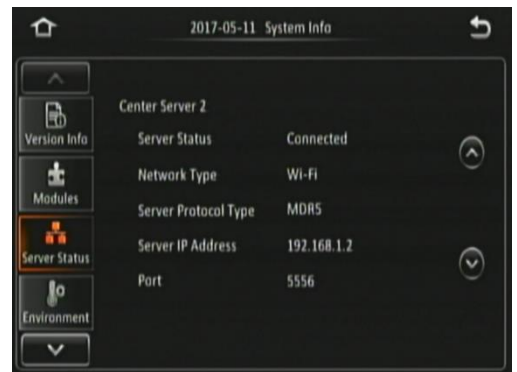 2017-05-11 System Info
Version Info
Modules
Server Status
Environment
Center Server 2
Server Status Connected
Network Type Wi-Fi
Server Protocol Type MDR5
Server IP Address 192.168.1.2
Port 5556